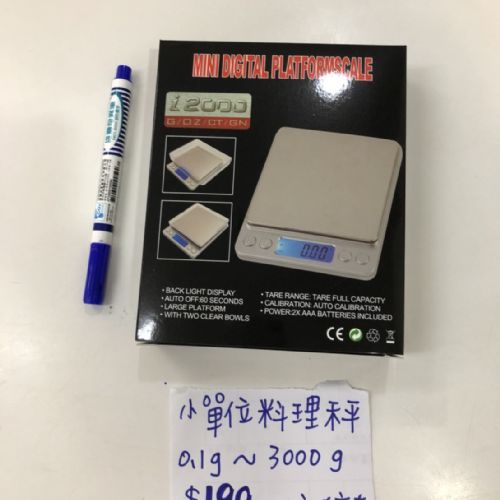 MINI DIGITAL PLATFORMSCALE
i2000
G/OZ/CT/GN
000
• BACK LIGHT DISPLAY
• AUTO OFF:60 SECONDS
• LARGE PLATFORM
• WITH TWO CLEAR BOWLS
• TARE RANGE: TARE FULL CAPACITY
• CALIBRATION: AUTO CALIBRATION
• POWER:2X AAA BATTERIES INCLUDED
CE
小單位料理秤
0.1g ~ 3000g
$190